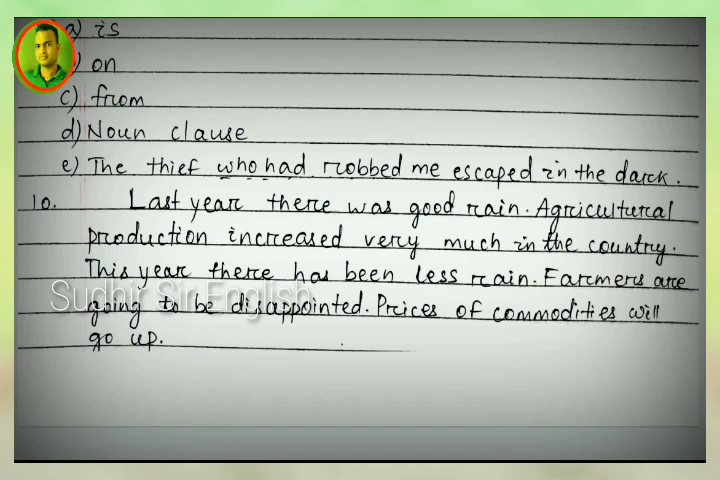 a) is
) on
c) from
d) Noun clause
e) The thief who had robbed me escaped in the dark.
10. Last year there was good rain. Agricultural
production increased very much in the country.
This year there has been less rain. Farmers are
Sudhir Sir English
going to be disappointed. Prices of commodities will
go up.